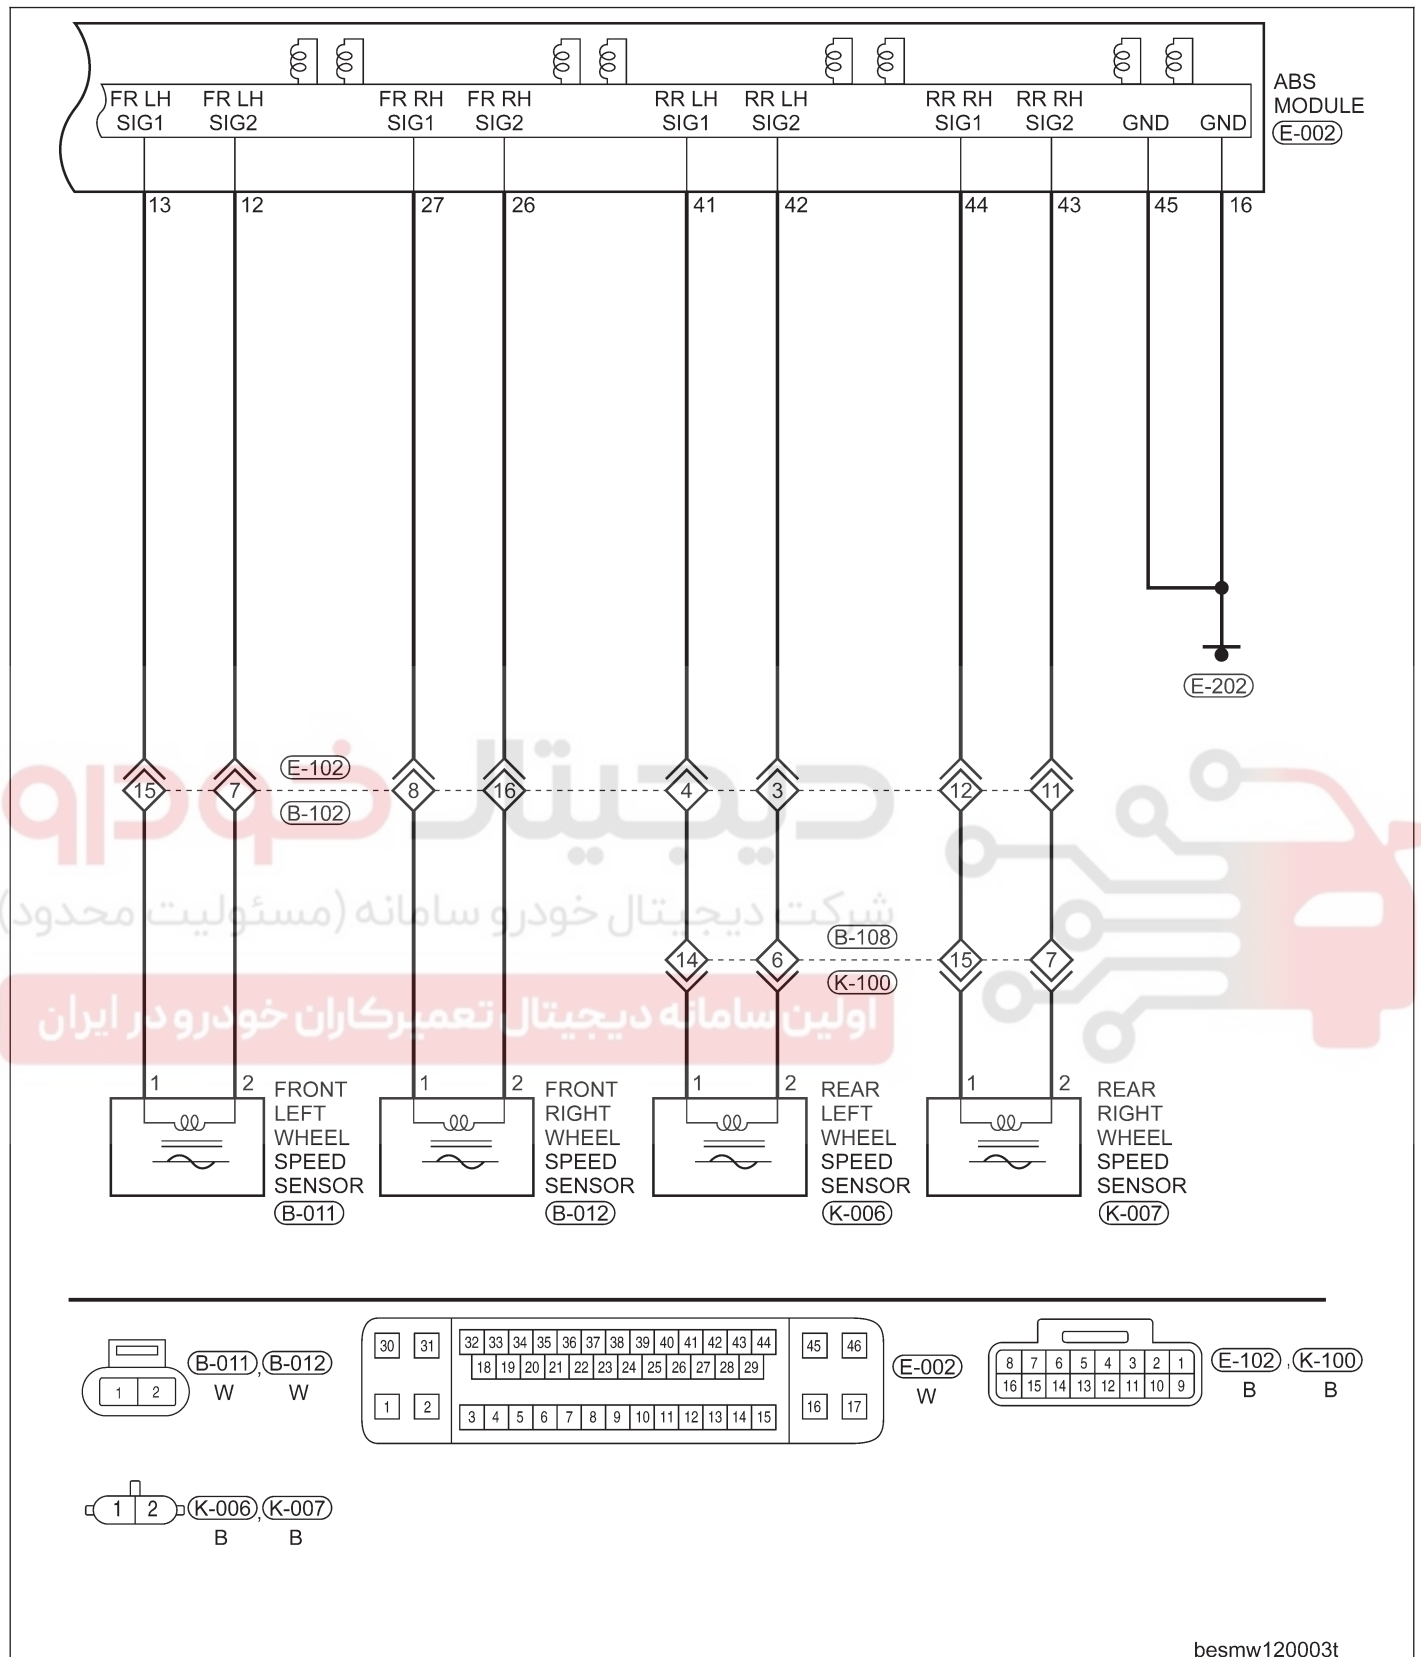 ABS
MODULE
E-002
FR LH SIG1
FR LH SIG2
FR RH SIG1
FR RH SIG2
RR LH SIG1
RR LH SIG2
RR RH SIG1
RR RH SIG2
GND
GND
13 12 27 26 41 42 44 43 45 16
E-202
E-102
15 7 8 16 4 3 12 11
B-102
دیجیتال خودرو
شرکت دیجیتال خودرو سامانه (مسئولیت محدود)
B-108
14 6 15 7
K-100
اولین سامانه دیجیتال تعمیرکاران خودرو در ایران
1 2 1 2 1 2 1 2
FRONT
LEFT
WHEEL
SPEED
SENSOR
B-011
FRONT
RIGHT
WHEEL
SPEED
SENSOR
B-012
REAR
LEFT
WHEEL
SPEED
SENSOR
K-006
REAR
RIGHT
WHEEL
SPEED
SENSOR
K-007
1 2
B-011, B-012
W W
30 31 32 33 34 35 36 37 38 39 40 41 42 43 44 45 46
18 19 20 21 22 23 24 25 26 27 28 29
1 2 3 4 5 6 7 8 9 10 11 12 13 14 15 16 17
E-002
W
8 7 6 5 4 3 2 1
16 15 14 13 12 11 10 9
E-102, K-100
B B
1 2
K-006, K-007
B B
besmw120003t